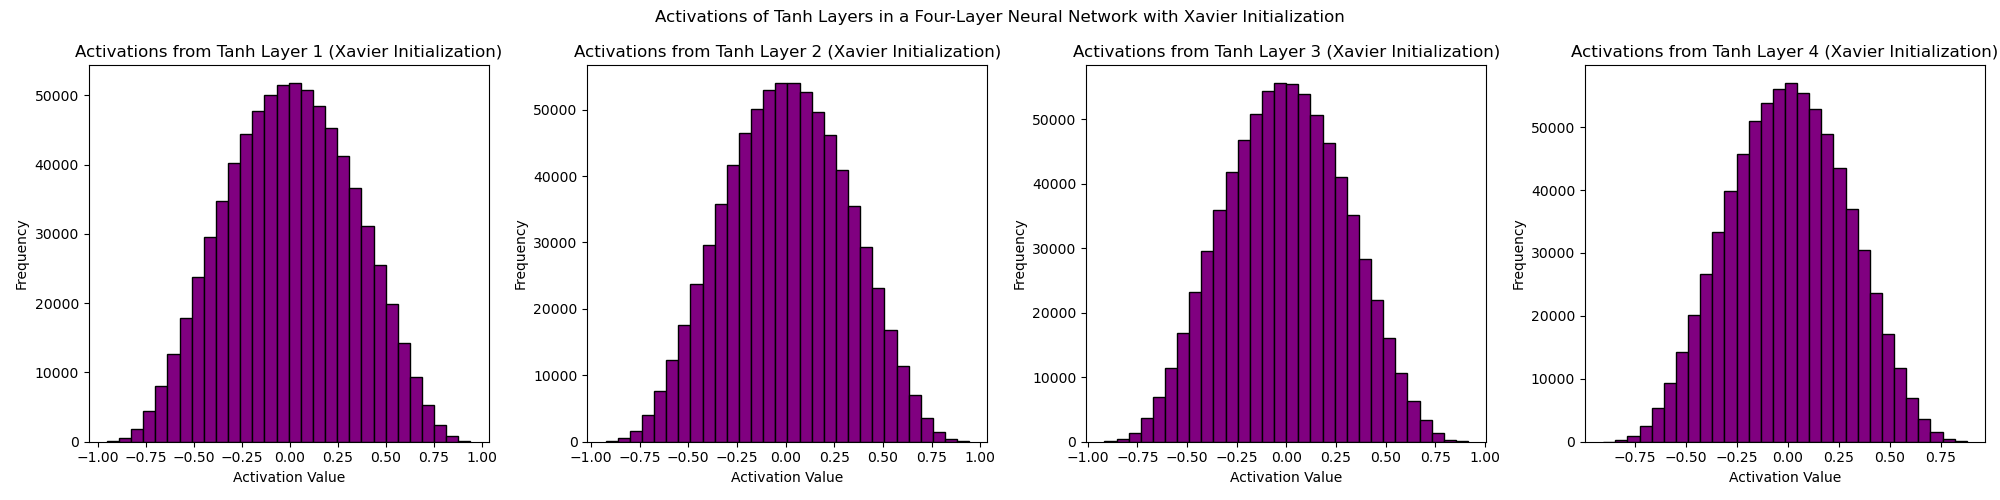 Activations of Tanh Layers in a Four-Layer Neural Network with Xavier Initialization
Activations from Tanh Layer 1 (Xavier Initialization)
50000
40000
30000
20000
10000
0
Frequency
−1.00 −0.75 −0.50 −0.25 0.00 0.25 0.50 0.75 1.00
Activation Value
Activations from Tanh Layer 2 (Xavier Initialization)
50000
40000
30000
20000
10000
0
Frequency
−1.00 −0.75 −0.50 −0.25 0.00 0.25 0.50 0.75 1.00
Activation Value
Activations from Tanh Layer 3 (Xavier Initialization)
50000
40000
30000
20000
10000
0
Frequency
−1.00 −0.75 −0.50 −0.25 0.00 0.25 0.50 0.75 1.00
Activation Value
Activations from Tanh Layer 4 (Xavier Initialization)
50000
40000
30000
20000
10000
0
Frequency
−0.75 −0.50 −0.25 0.00 0.25 0.50 0.75
Activation Value